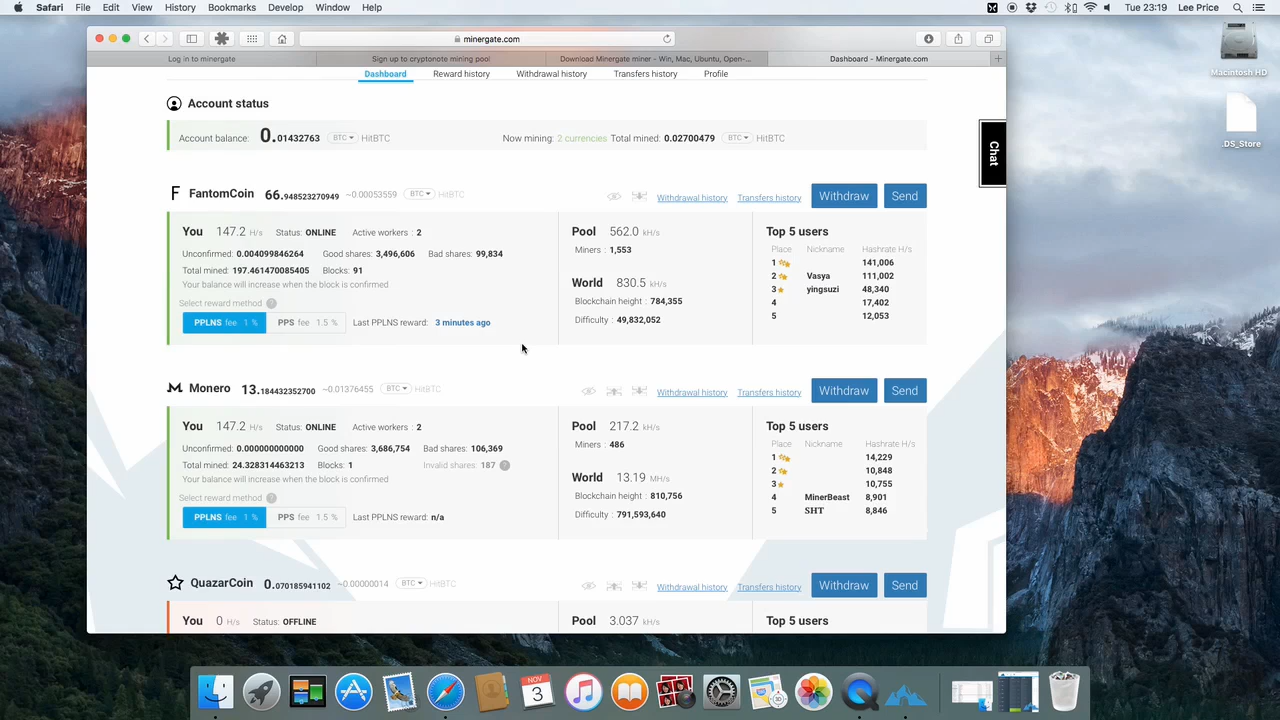 Safari File Edit View History Bookmarks Develop Window Help Tue 23:19 Lee Price
minergate.com
Log in to minergate Sign up to cryptonote mining pool Download Minergate miner - Win, Mac, Ubuntu, Open-... Dashboard - Minergate.com
Dashboard Reward history Withdrawal history Transfers history Profile
Macintosh HD
.DS_Store
Chat
Account status
Account balance: 0.01432763 BTC HitBTC Now mining: 2 currencies Total mined: 0.02700479 BTC HitBTC
FantomCoin 66.948523270949 ~0.00053559 BTC HitBTC Withdrawal history Transfers history Withdraw Send
You 147.2 H/s Status: ONLINE Active workers : 2 Pool 562.0 kH/s Top 5 users
Unconfirmed: 0.004099846264 Good shares: 3,496,606 Bad shares: 99,834 Miners : 1,553 Place Nickname Hashrate H/s
Total mined: 197.461470085405 Blocks: 91 1 141,006
Your balance will increase when the block is confirmed World 830.5 kH/s 2 Vasya 111,002
Select reward method ? Blockchain height : 784,355 3 yingsuzi 48,340
4 17,402
PPLNS fee 1 % PPS fee 1.5 % Last PPLNS reward: 3 minutes ago Difficulty : 49,832,052 5 12,053
Monero 13.184432352700 ~0.01376455 BTC HitBTC Withdrawal history Transfers history Withdraw Send
You 147.2 H/s Status: ONLINE Active workers : 2 Pool 217.2 kH/s Top 5 users
Unconfirmed: 0.000000000000 Good shares: 3,686,754 Bad shares: 106,369 Miners : 486 Place Nickname Hashrate H/s
Total mined: 24.328314463213 Blocks: 1 Invalid shares: 187 ? 1 14,229
Your balance will increase when the block is confirmed World 13.19 MH/s 2 10,848
Select reward method ? Blockchain height : 810,756 3 10,755
4 MinerBeast 8,901
PPLNS fee 1 % PPS fee 1.5 % Last PPLNS reward: n/a Difficulty : 791,593,640 5 SHT 8,846
QuazarCoin 0.070185941102 ~0.00000014 BTC HitBTC Withdrawal history Transfers history Withdraw Send
You 0 H/s Status: OFFLINE Pool 3.037 kH/s Top 5 users
NOV
3